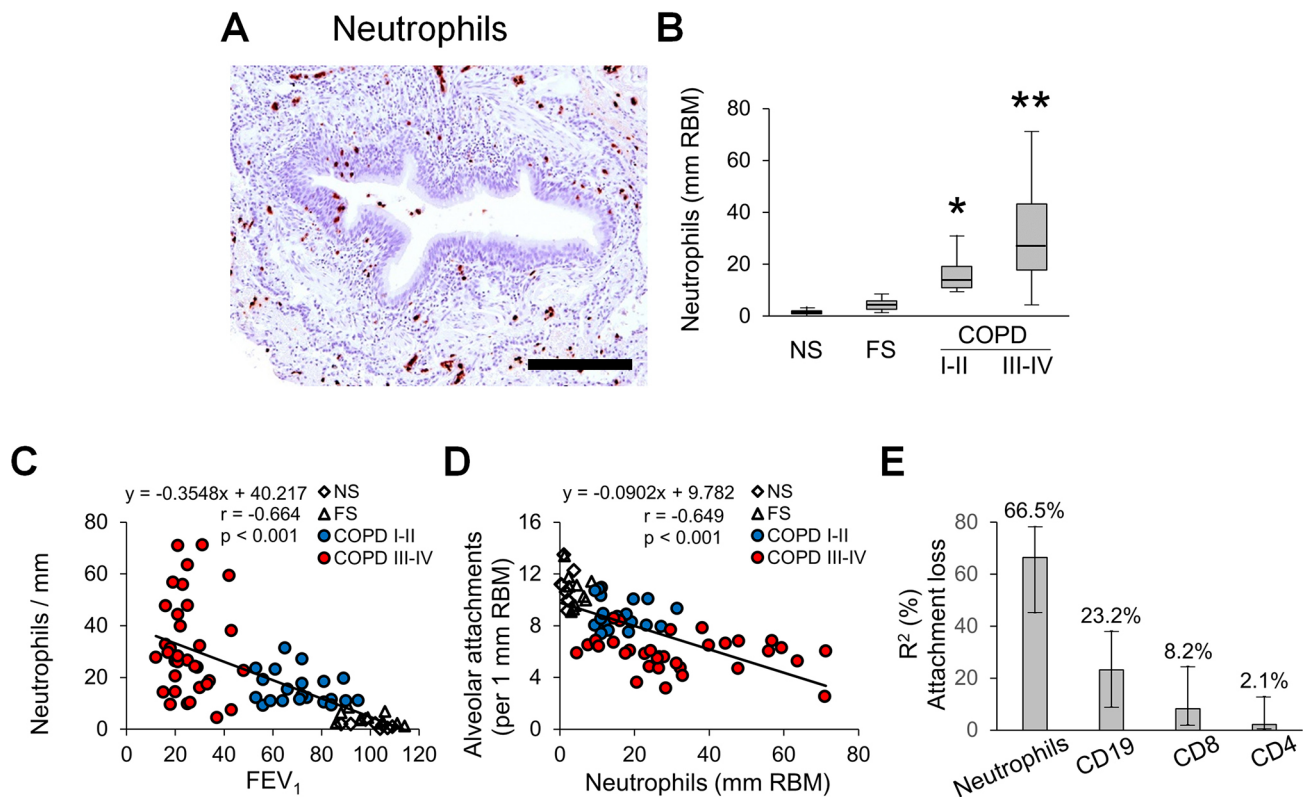 A
Neutrophils
B
Neutrophils (mm RBM)
80
60
40
20
0
*
**
NS
FS
COPD
I-II
III-IV
C
y = -0.3548x + 40.217
r = -0.664
p < 0.001
NS
FS
COPD I-II
COPD III-IV
Neutrophils / mm
80
60
40
20
0
0
20
40
60
80
100
120
FEV1
D
y = -0.0902x + 9.782
r = -0.649
p < 0.001
NS
FS
COPD I-II
COPD III-IV
Alveolar attachments
(per 1 mm RBM)
16
12
8
4
0
0
20
40
60
80
Neutrophils (mm RBM)
E
R² (%)
Attachment loss
80
60
40
20
0
66.5%
23.2%
8.2%
2.1%
Neutrophils
CD19
CD8
CD4